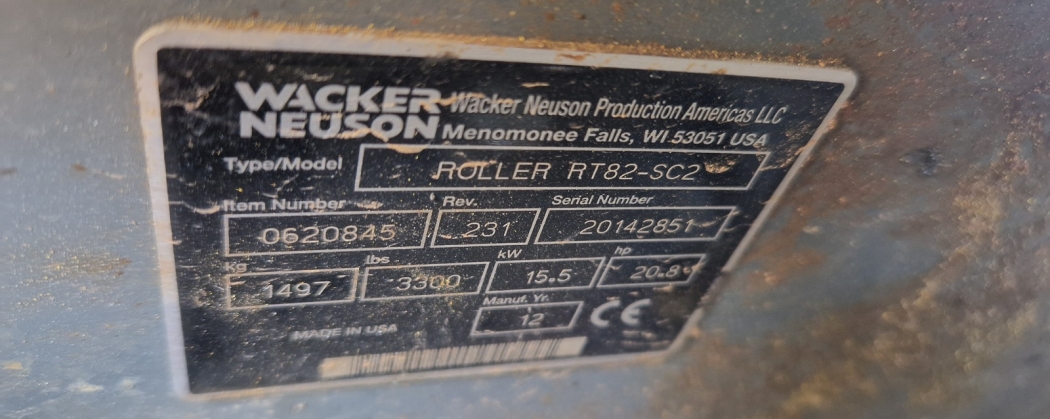 WACKER NEUSON
Wacker Neuson Production Americas LLC
Menomonee Falls, WI 53051 USA
Type/Model ROLLER RT82-SC2
Item Number Rev. Serial Number
0620845 231 20142851
kg lbs kW hp
1497 3300 15.5 20.8
Manuf. Yr.
12 CE
MADE IN USA